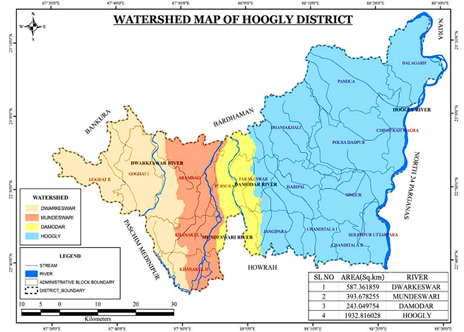 WATERSHED MAP OF HOOGLY DISTRICT
N
NADIA
BALAGARH
PANDUA
HOOGHLY RIVER
BARDHAMAN
BANKURA
DHANIAKHALI
POLBA DADPUR
DWARKESWAR RIVER
GOGHAT I
GOGHAT II
ARAMBAG
TARAKESWAR
DAMODAR RIVER
HARIPAL
SINGUR
NORTH 24 PARGANAS
KHANAKUL I
MUNDESWARI RIVER
JANGIPARA
CHANDITALA I
CHANDITALA II
SERAMPUR UTTARPARA
KHANAKUL II
PASCHIM MEDINIPUR
HOWRAH
WATERSHED
DWARKESWAR
MUNDESWARI
DAMODAR
HOOGLY
LEGEND
STREAM
RIVER
ADMINISTRATIVE BLOCK BOUNDARY
DISTRICT_BOUNDARY
10 5 0 10 20 30
Kilometers
SL NO AREA(Sq.km) RIVER
1 587.361859 DWARKESWAR
2 393.678255 MUNDESWARI
3 243.049754 DAMODAR
4 1932.816028 HOOGLY